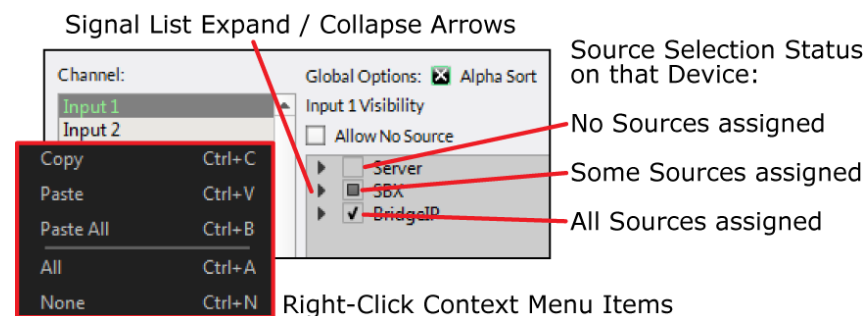 Signal List Expand / Collapse Arrows
Channel:
Input 1
Input 2
Global Options: Alpha Sort
Input 1 Visibility
Allow No Source
Server
SBX
BridgeIP
Source Selection Status
on that Device:
No Sources assigned
Some Sources assigned
All Sources assigned
Copy Ctrl+C
Paste Ctrl+V
Paste All Ctrl+B
All Ctrl+A
None Ctrl+N
Right-Click Context Menu Items